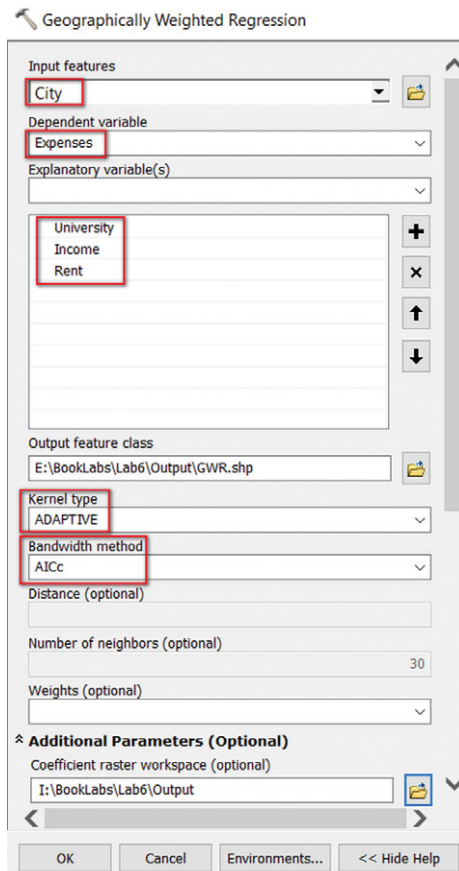 Geographically Weighted Regression
Input features
City
Dependent variable
Expenses
Explanatory variable(s)
University
Income
Rent
Output feature class
E:\BookLabs\Lab6\Output\GWR.shp
Kernel type
ADAPTIVE
Bandwidth method
AICc
Distance (optional)
Number of neighbors (optional)
30
Weights (optional)
Additional Parameters (Optional)
Coefficient raster workspace (optional)
I:\BookLabs\Lab6\Output
OK Cancel Environments... << Hide Help